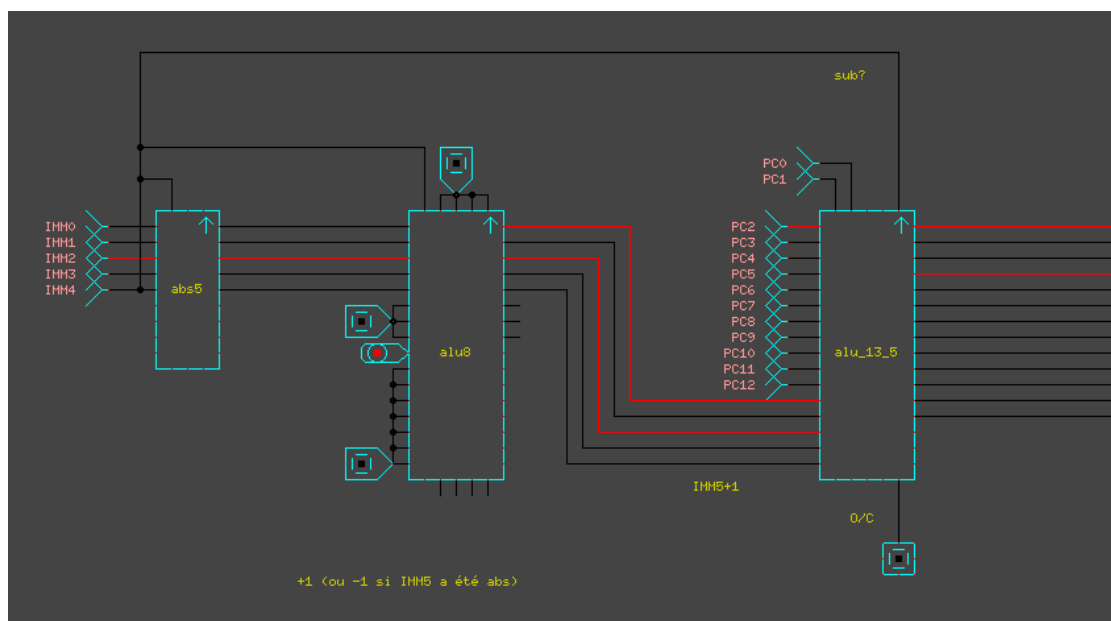 sub?
PC0
PC1
IMM0
IMM1
IMM2
IMM3
IMM4
abs5
alu8
PC2
PC3
PC4
PC5
PC6
PC7
PC8
PC9
PC10
PC11
PC12
alu_13_5
IMM5+1
O/C
+1 (ou -1 si IMM5 a été abs)